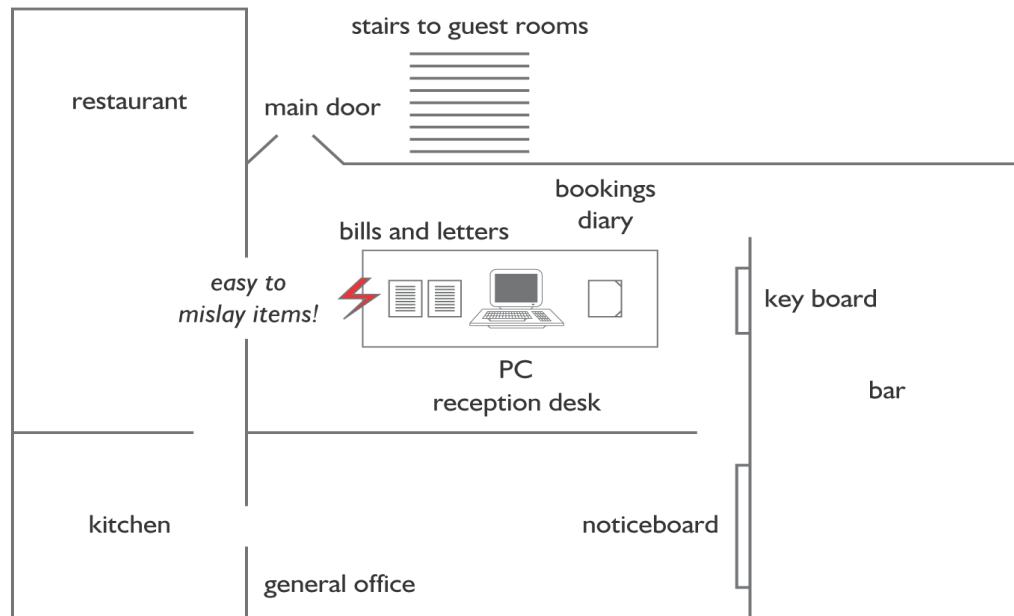 stairs to guest rooms
restaurant
main door
bookings
diary
bills and letters
easy to
mislay items!
key board
PC
reception desk
bar
kitchen
noticeboard
general office